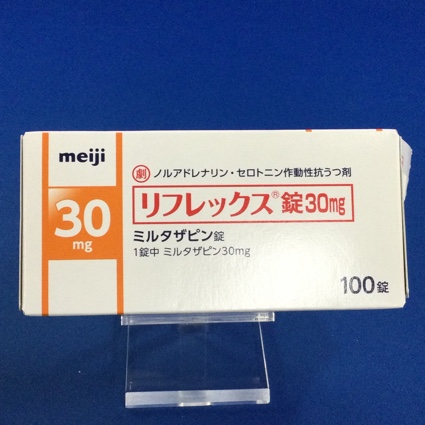 meiji
30
mg
劇 ノルアドレナリン・セロトニン作動性抗うつ剤
リフレックス®錠30mg
ミルタザピン錠
1錠中 ミルタザピン30mg
100錠